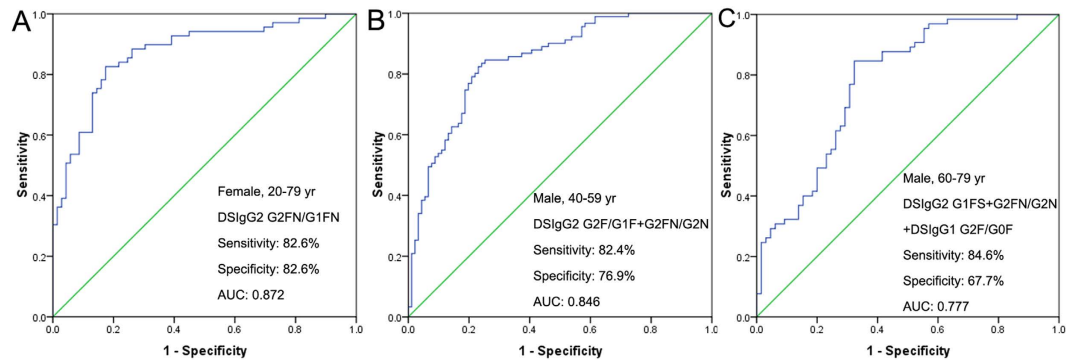 A
1.0
0.8
0.6
0.4
0.2
0.0
Sensitivity
Female, 20-79 yr
DSIgG2 G2FN/G1FN
Sensitivity: 82.6%
Specificity: 82.6%
AUC: 0.872
0.0 0.2 0.4 0.6 0.8 1.0
1 - Specificity
B
1.0
0.8
0.6
0.4
0.2
0.0
Sensitivity
Male, 40-59 yr
DSIgG2 G2F/G1F+G2FN/G2N
Sensitivity: 82.4%
Specificity: 76.9%
AUC: 0.846
0.0 0.2 0.4 0.6 0.8 1.0
1 - Specificity
C
1.0
0.8
0.6
0.4
0.2
0.0
Sensitivity
Male, 60-79 yr
DSIgG2 G1FS+G2FN/G2N
+DSIgG1 G2F/G0F
Sensitivity: 84.6%
Specificity: 67.7%
AUC: 0.777
0.0 0.2 0.4 0.6 0.8 1.0
1 - Specificity